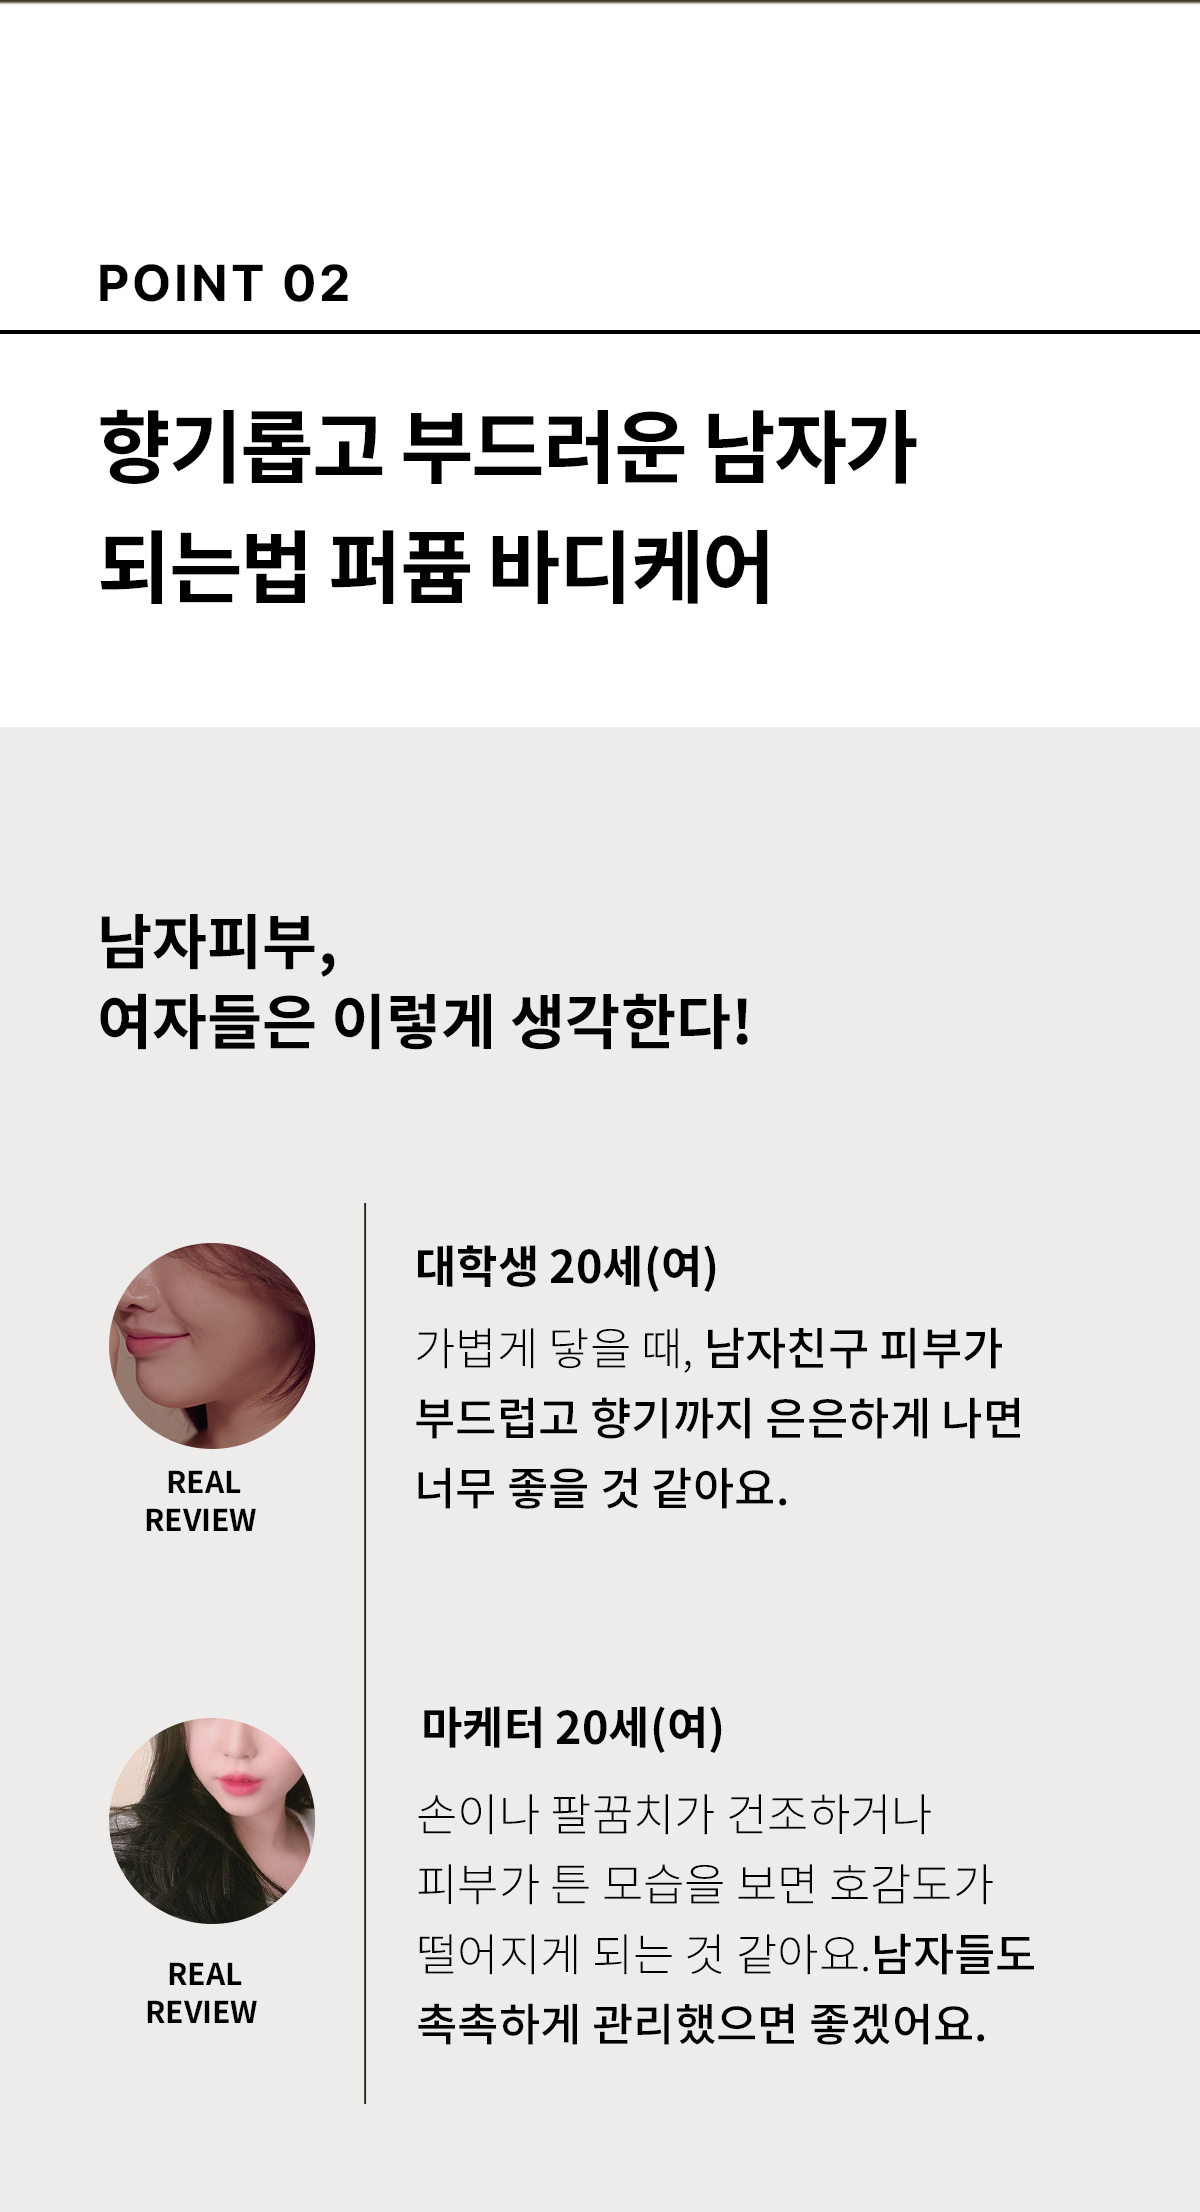 POINT 02
향기롭고 부드러운 남자가
되는법 퍼퓸 바디케어
남자피부,
여자들은 이렇게 생각한다!
대학생 20세(여)
가볍게 닿을 때, 남자친구 피부가
부드럽고 향기까지 은은하게 나면
너무 좋을 것 같아요.
REAL
REVIEW
마케터 20세(여)
손이나 팔꿈치가 건조하거나
피부가 튼 모습을 보면 호감도가
떨어지게 되는 것 같아요.남자들도
촉촉하게 관리했으면 좋겠어요.
REAL
REVIEW